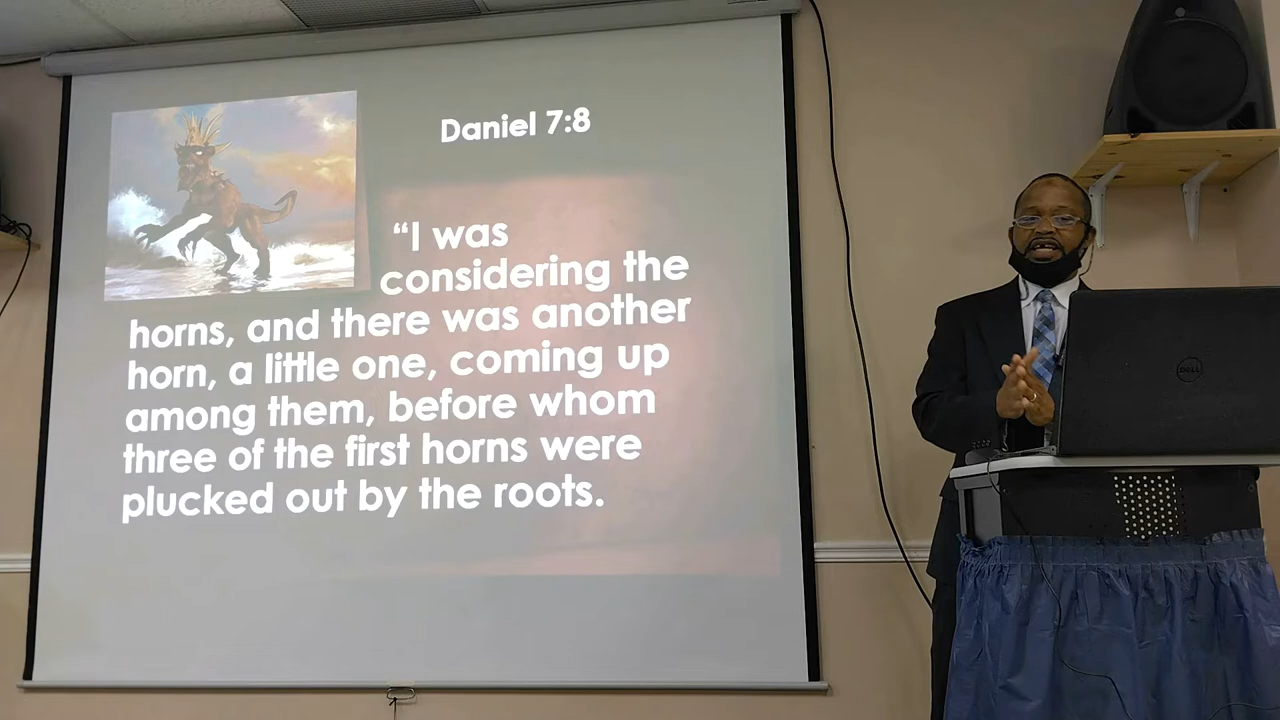 Daniel 7:8
“I was
considering the
horns, and there was another
horn, a little one, coming up
among them, before whom
three of the first horns were
plucked out by the roots.
DELL